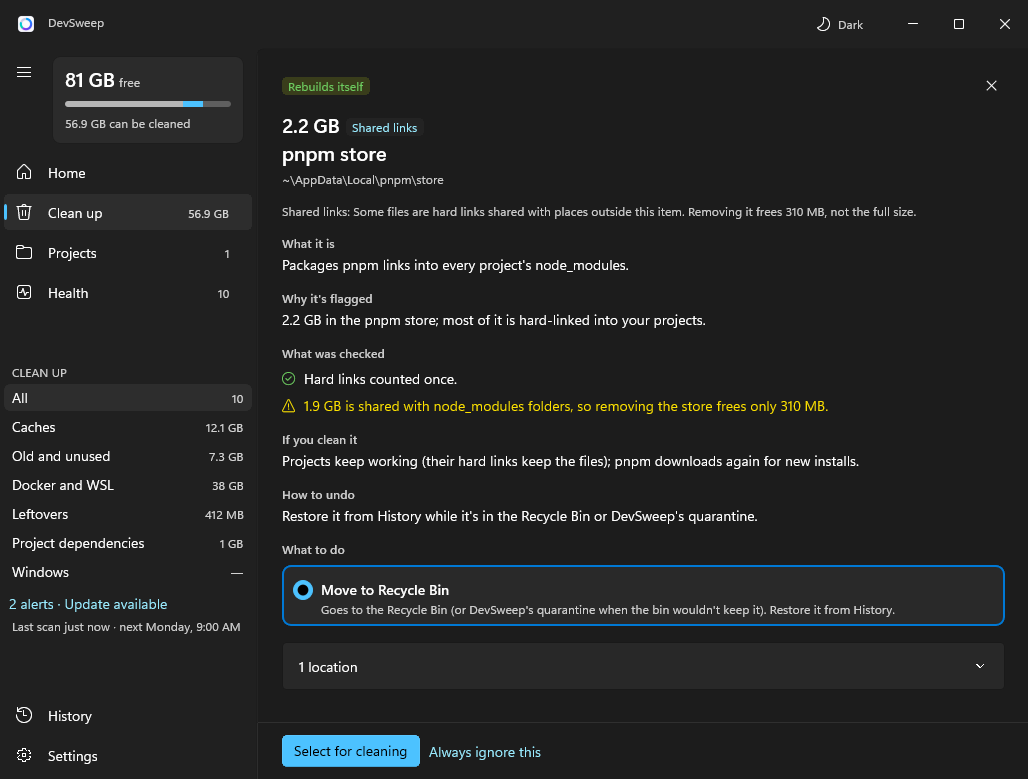 DevSweep
Dark
81 GB free
56.9 GB can be cleaned
Home
Clean up 56.9 GB
Projects 1
Health 10
CLEAN UP
All 10
Caches 12.1 GB
Old and unused 7.3 GB
Docker and WSL 38 GB
Leftovers 412 MB
Project dependencies 1 GB
Windows —
2 alerts · Update available
Last scan just now · next Monday, 9:00 AM
History
Settings
Rebuilds itself
2.2 GB Shared links
pnpm store
~\AppData\Local\pnpm\store
Shared links: Some files are hard links shared with places outside this item. Removing it frees 310 MB, not the full size.
What it is
Packages pnpm links into every project's node_modules.
Why it's flagged
2.2 GB in the pnpm store; most of it is hard-linked into your projects.
What was checked
Hard links counted once.
1.9 GB is shared with node_modules folders, so removing the store frees only 310 MB.
If you clean it
Projects keep working (their hard links keep the files); pnpm downloads again for new installs.
How to undo
Restore it from History while it's in the Recycle Bin or DevSweep's quarantine.
What to do
Move to Recycle Bin
Goes to the Recycle Bin (or DevSweep's quarantine when the bin wouldn't keep it). Restore it from History.
1 location
Select for cleaning
Always ignore this